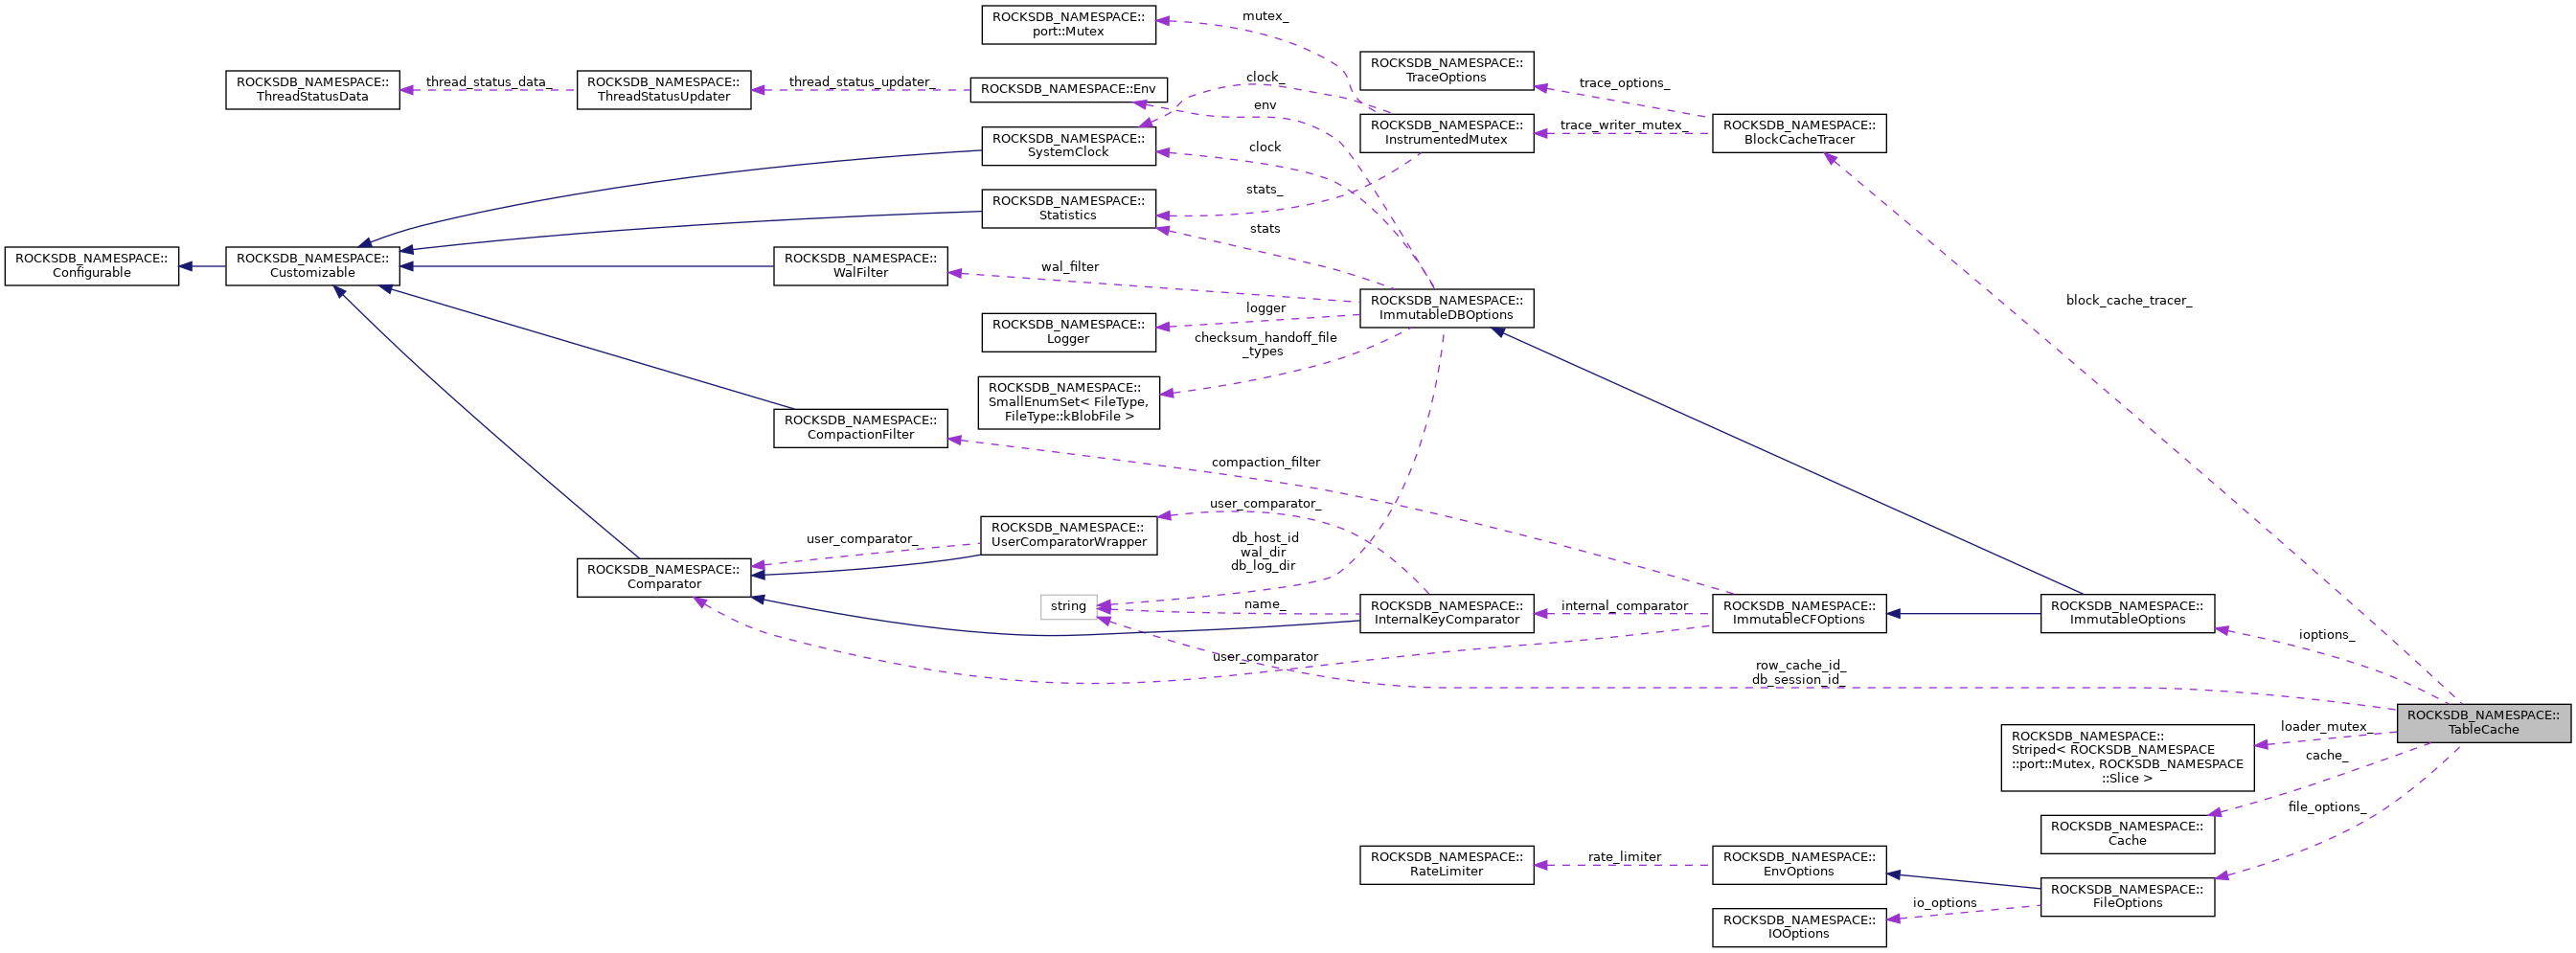 ROCKSDB_NAMESPACE::
port::Mutex
mutex_
ROCKSDB_NAMESPACE::
TraceOptions
ROCKSDB_NAMESPACE::
ThreadStatusData
thread_status_data_
ROCKSDB_NAMESPACE::
ThreadStatusUpdater
thread_status_updater_
ROCKSDB_NAMESPACE::Env
clock_
env
trace_options_
ROCKSDB_NAMESPACE::
SystemClock
clock
ROCKSDB_NAMESPACE::
InstrumentedMutex
trace_writer_mutex_
ROCKSDB_NAMESPACE::
BlockCacheTracer
ROCKSDB_NAMESPACE::
Statistics
stats_
stats
ROCKSDB_NAMESPACE::
Configurable
ROCKSDB_NAMESPACE::
Customizable
ROCKSDB_NAMESPACE::
WalFilter
wal_filter
ROCKSDB_NAMESPACE::
Logger
logger
ROCKSDB_NAMESPACE::
ImmutableDBOptions
block_cache_tracer_
checksum_handoff_file
_types
ROCKSDB_NAMESPACE::
SmallEnumSet< FileType,
FileType::kBlobFile >
ROCKSDB_NAMESPACE::
CompactionFilter
compaction_filter
user_comparator_
ROCKSDB_NAMESPACE::
UserComparatorWrapper
user_comparator_
db_host_id
wal_dir
db_log_dir
ROCKSDB_NAMESPACE::
Comparator
string
name_
ROCKSDB_NAMESPACE::
InternalKeyComparator
internal_comparator
ROCKSDB_NAMESPACE::
ImmutableCFOptions
ROCKSDB_NAMESPACE::
ImmutableOptions
ioptions_
user_comparator
row_cache_id_
db_session_id_
ROCKSDB_NAMESPACE::
TableCache
loader_mutex_
ROCKSDB_NAMESPACE::
Striped< ROCKSDB_NAMESPACE
::port::Mutex, ROCKSDB_NAMESPACE
::Slice >
cache_
ROCKSDB_NAMESPACE::
Cache
file_options_
ROCKSDB_NAMESPACE::
RateLimiter
rate_limiter
ROCKSDB_NAMESPACE::
EnvOptions
ROCKSDB_NAMESPACE::
FileOptions
io_options
ROCKSDB_NAMESPACE::
IOOptions